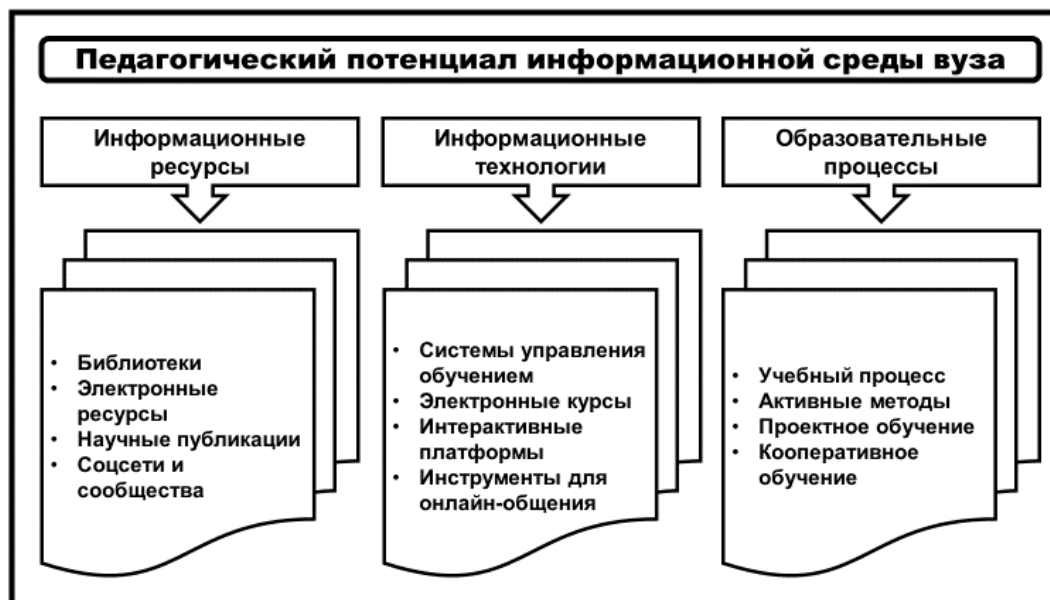 Педагогический потенциал информационной среды вуза
Информационные
ресурсы
Информационные
технологии
Образовательные
процессы
• Библиотеки
• Электронные
ресурсы
• Научные публикации
• Соцсети и
сообщества
• Системы управления
обучением
• Электронные курсы
• Интерактивные
платформы
• Инструменты для
онлайн-общения
• Учебный процесс
• Активные методы
• Проектное обучение
• Кооперативное
обучение